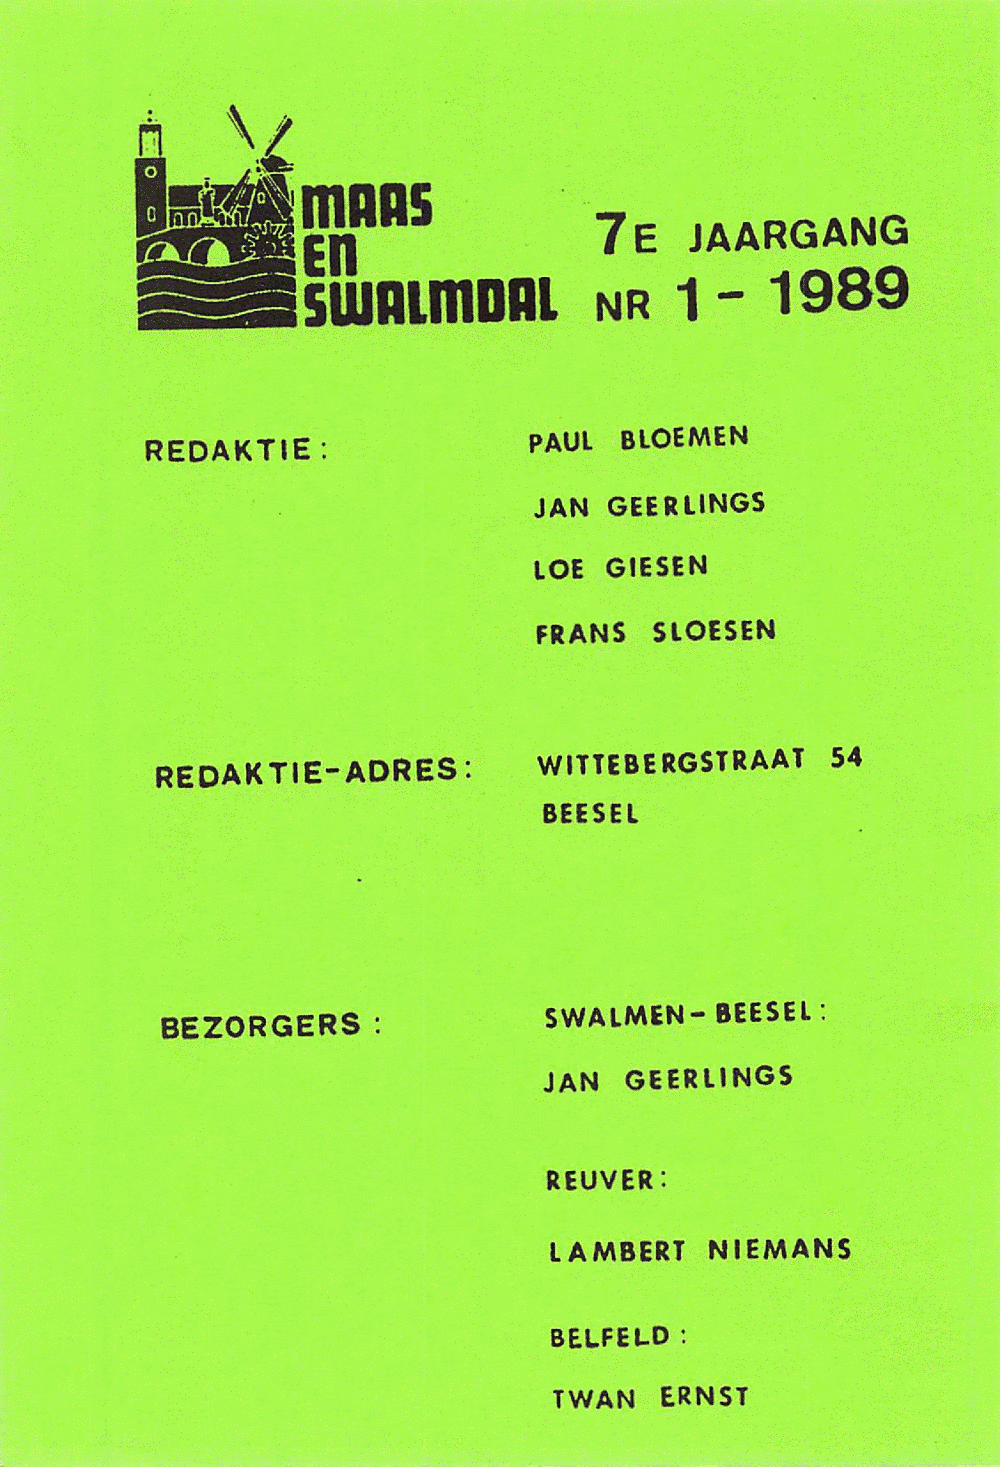 MAAS
EN
SWALMDAL
7E JAARGANG
NR 1 - 1989
REDAKTIE:
PAUL BLOEMEN
JAN GEERLINGS
LOE GIESEN
FRANS SLOESEN
REDAKTIE-ADRES:
WITTEBERGSTRAAT 54
BEESEL
BEZORGERS:
SWALMEN-BEESEL:
JAN GEERLINGS
REUVER:
LAMBERT NIEMANS
BELFELD:
TWAN ERNST